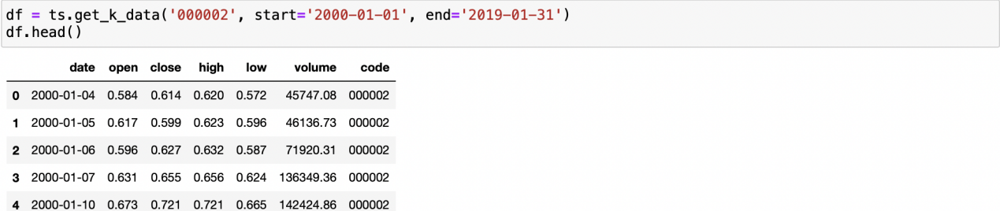 df = ts.get_k_data('000002', start='2000-01-01', end='2019-01-31')
df.head()
date open close high low volume code
0 2000-01-04 0.584 0.614 0.620 0.572 45747.08 000002
1 2000-01-05 0.617 0.599 0.623 0.596 46136.73 000002
2 2000-01-06 0.596 0.627 0.632 0.587 71920.31 000002
3 2000-01-07 0.631 0.655 0.656 0.624 136349.36 000002
4 2000-01-10 0.673 0.721 0.721 0.665 142424.86 000002